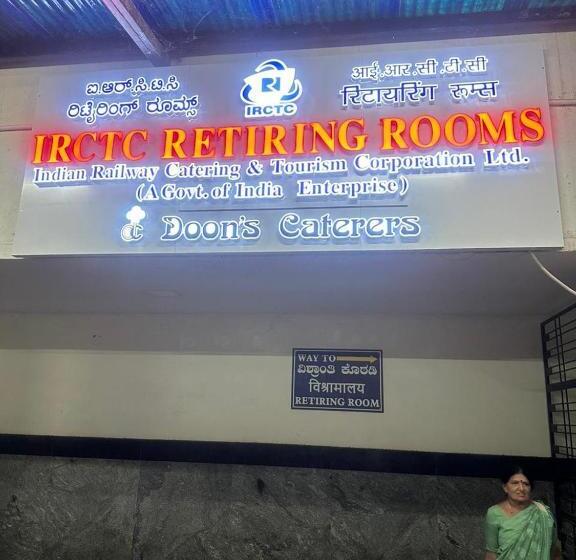 ಐ.ಆರ್.ಸಿ.ಟಿ.ಸಿ
ರಿಟೈರಿಂಗ್ ರೂಮ್ಸ್
IRCTC
आई.आर.सी.टी.सी
रिटायरिंग रूम्स
IRCTC RETIRING ROOMS
Indian Railway Catering & Tourism Corporation Ltd.
(A Govt. of India Enterprise)
Doon's Caterers
WAY TO
ವಿಶ್ರಾಂತಿ ಕೊಠಡಿ
विश्रामालय
RETIRING ROOM